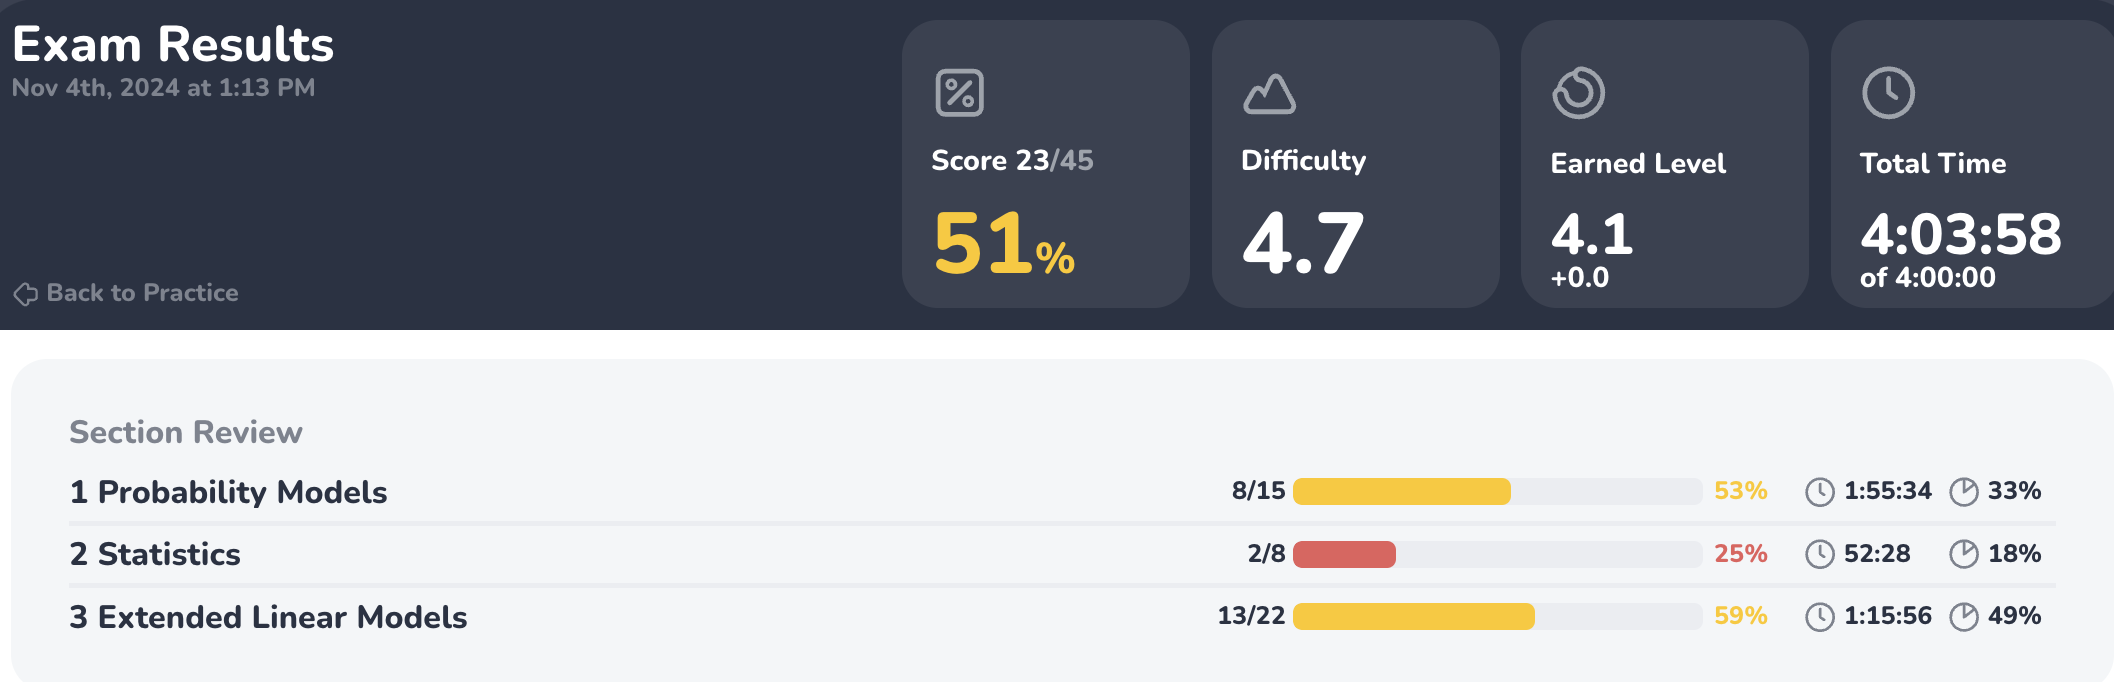 Exam Results
Nov 4th, 2024 at 1:13 PM
Back to Practice
Score 23/45
51%
Difficulty
4.7
Earned Level
4.1
+0.0
Total Time
4:03:58
of 4:00:00
Section Review
1 Probability Models 8/15 53% 1:55:34 33%
2 Statistics 2/8 25% 52:28 18%
3 Extended Linear Models 13/22 59% 1:15:56 49%